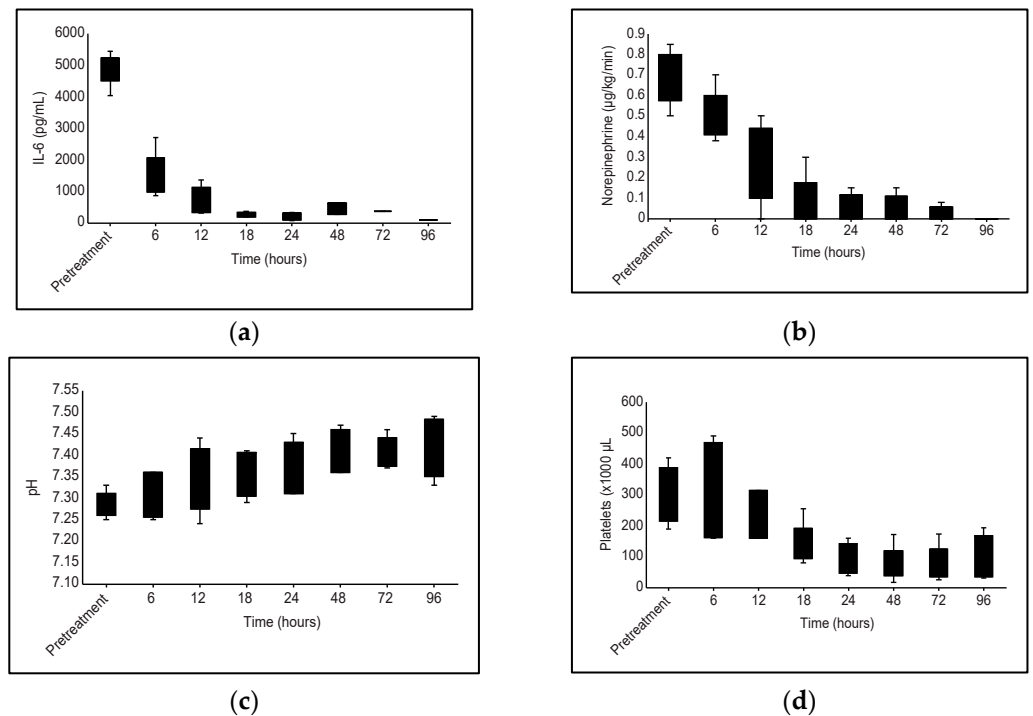 6000
5000
4000
3000
2000
1000
0
IL-6 (pg/mL)
Pretreatment 6 12 18 24 48 72 96
Time (hours)
(a)
0.9
0.8
0.7
0.6
0.5
0.4
0.3
0.2
0.1
0
Norepinephrine (µg/kg/min)
Pretreatment 6 12 18 24 48 72 96
Time (hours)
(b)
7.55
7.50
7.45
7.40
7.35
7.30
7.25
7.20
7.15
7.10
pH
Pretreatment 6 12 18 24 48 72 96
Time (hours)
(c)
600
500
400
300
200
100
0
Platelets (x1000 µL)
Pretreatment 6 12 18 24 48 72 96
Time (hours)
(d)